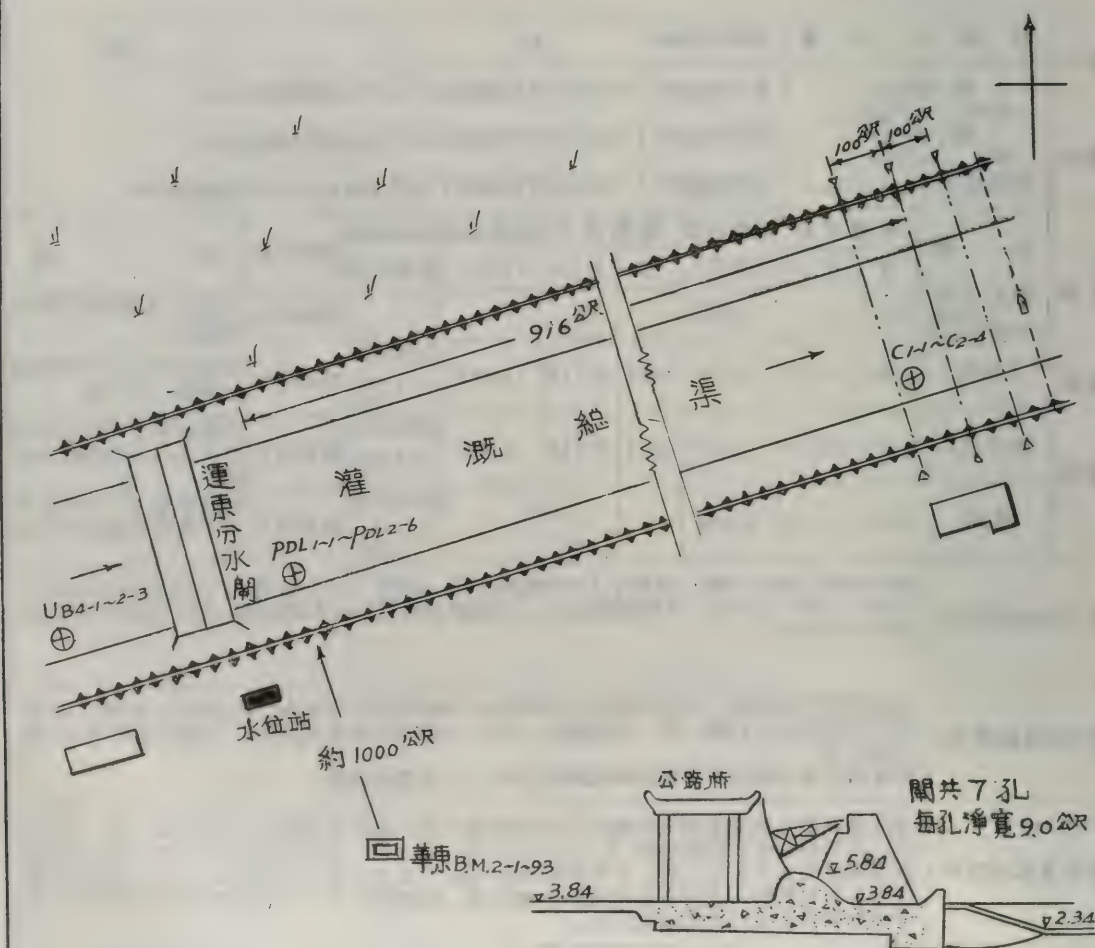 100公尺 100公尺
916公尺
C1-1~C2-4
灌溉總渠
運東分水閘
PDL1-1~PDL2-6
UB4-1~2-3
水位站
約1000公尺
華東B.M.2-1-93
公路桥
閘共7孔
每孔淨寬9.0公尺
5.84
3.84
3.84
2.34